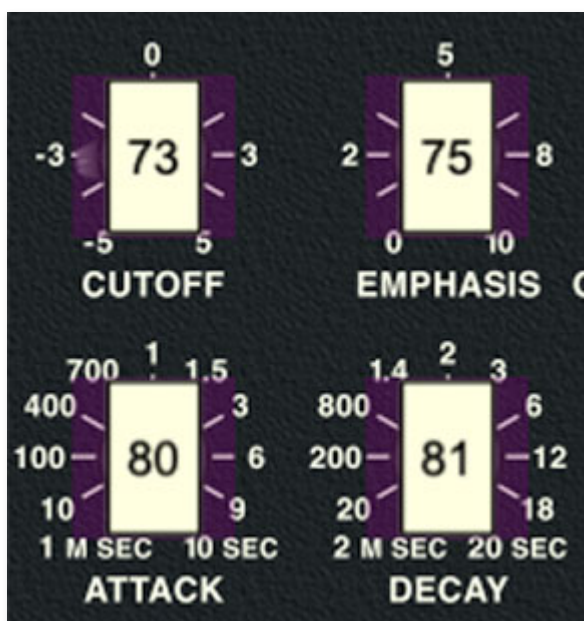 0 5
-3 73 3 2 75 8
-5 5 0 10
CUTOFF EMPHASIS
1 2
700 1.5 1.4 3
400 3 800 6
100 80 6 200 81 12
10 9 20 18
1 M SEC 10 SEC 2 M SEC 20 SEC
ATTACK DECAY